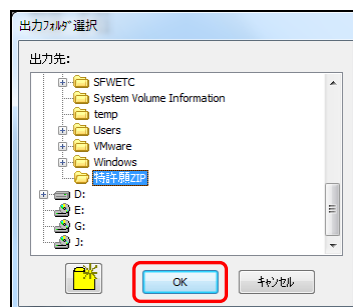 出力ﾌｫﾙﾀﾞ選択
出力先:
SFWETC
System Volume Information
temp
Users
VMware
Windows
特許願ZIP
D:
E:
G:
J:
OK
ｷｬﾝｾﾙ